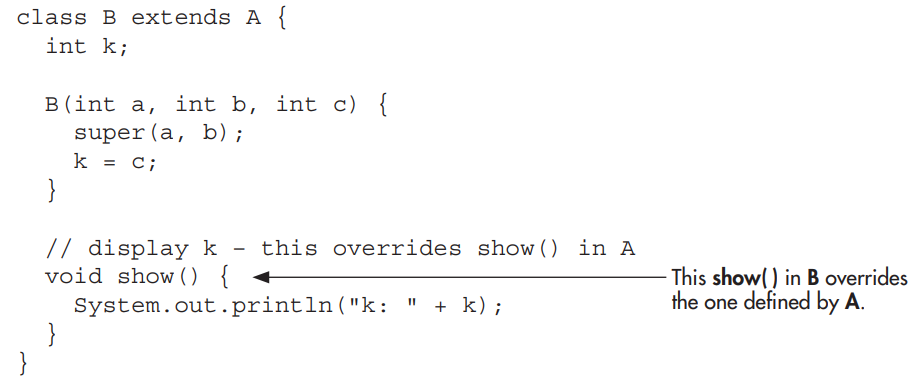 class B extends A {
  int k;

  B(int a, int b, int c) {
    super(a, b);
    k = c;
  }

  // display k – this overrides show() in A
  void show() {
    System.out.println("k: " + k);
  }
}
This show( ) in B overrides
the one defined by A.